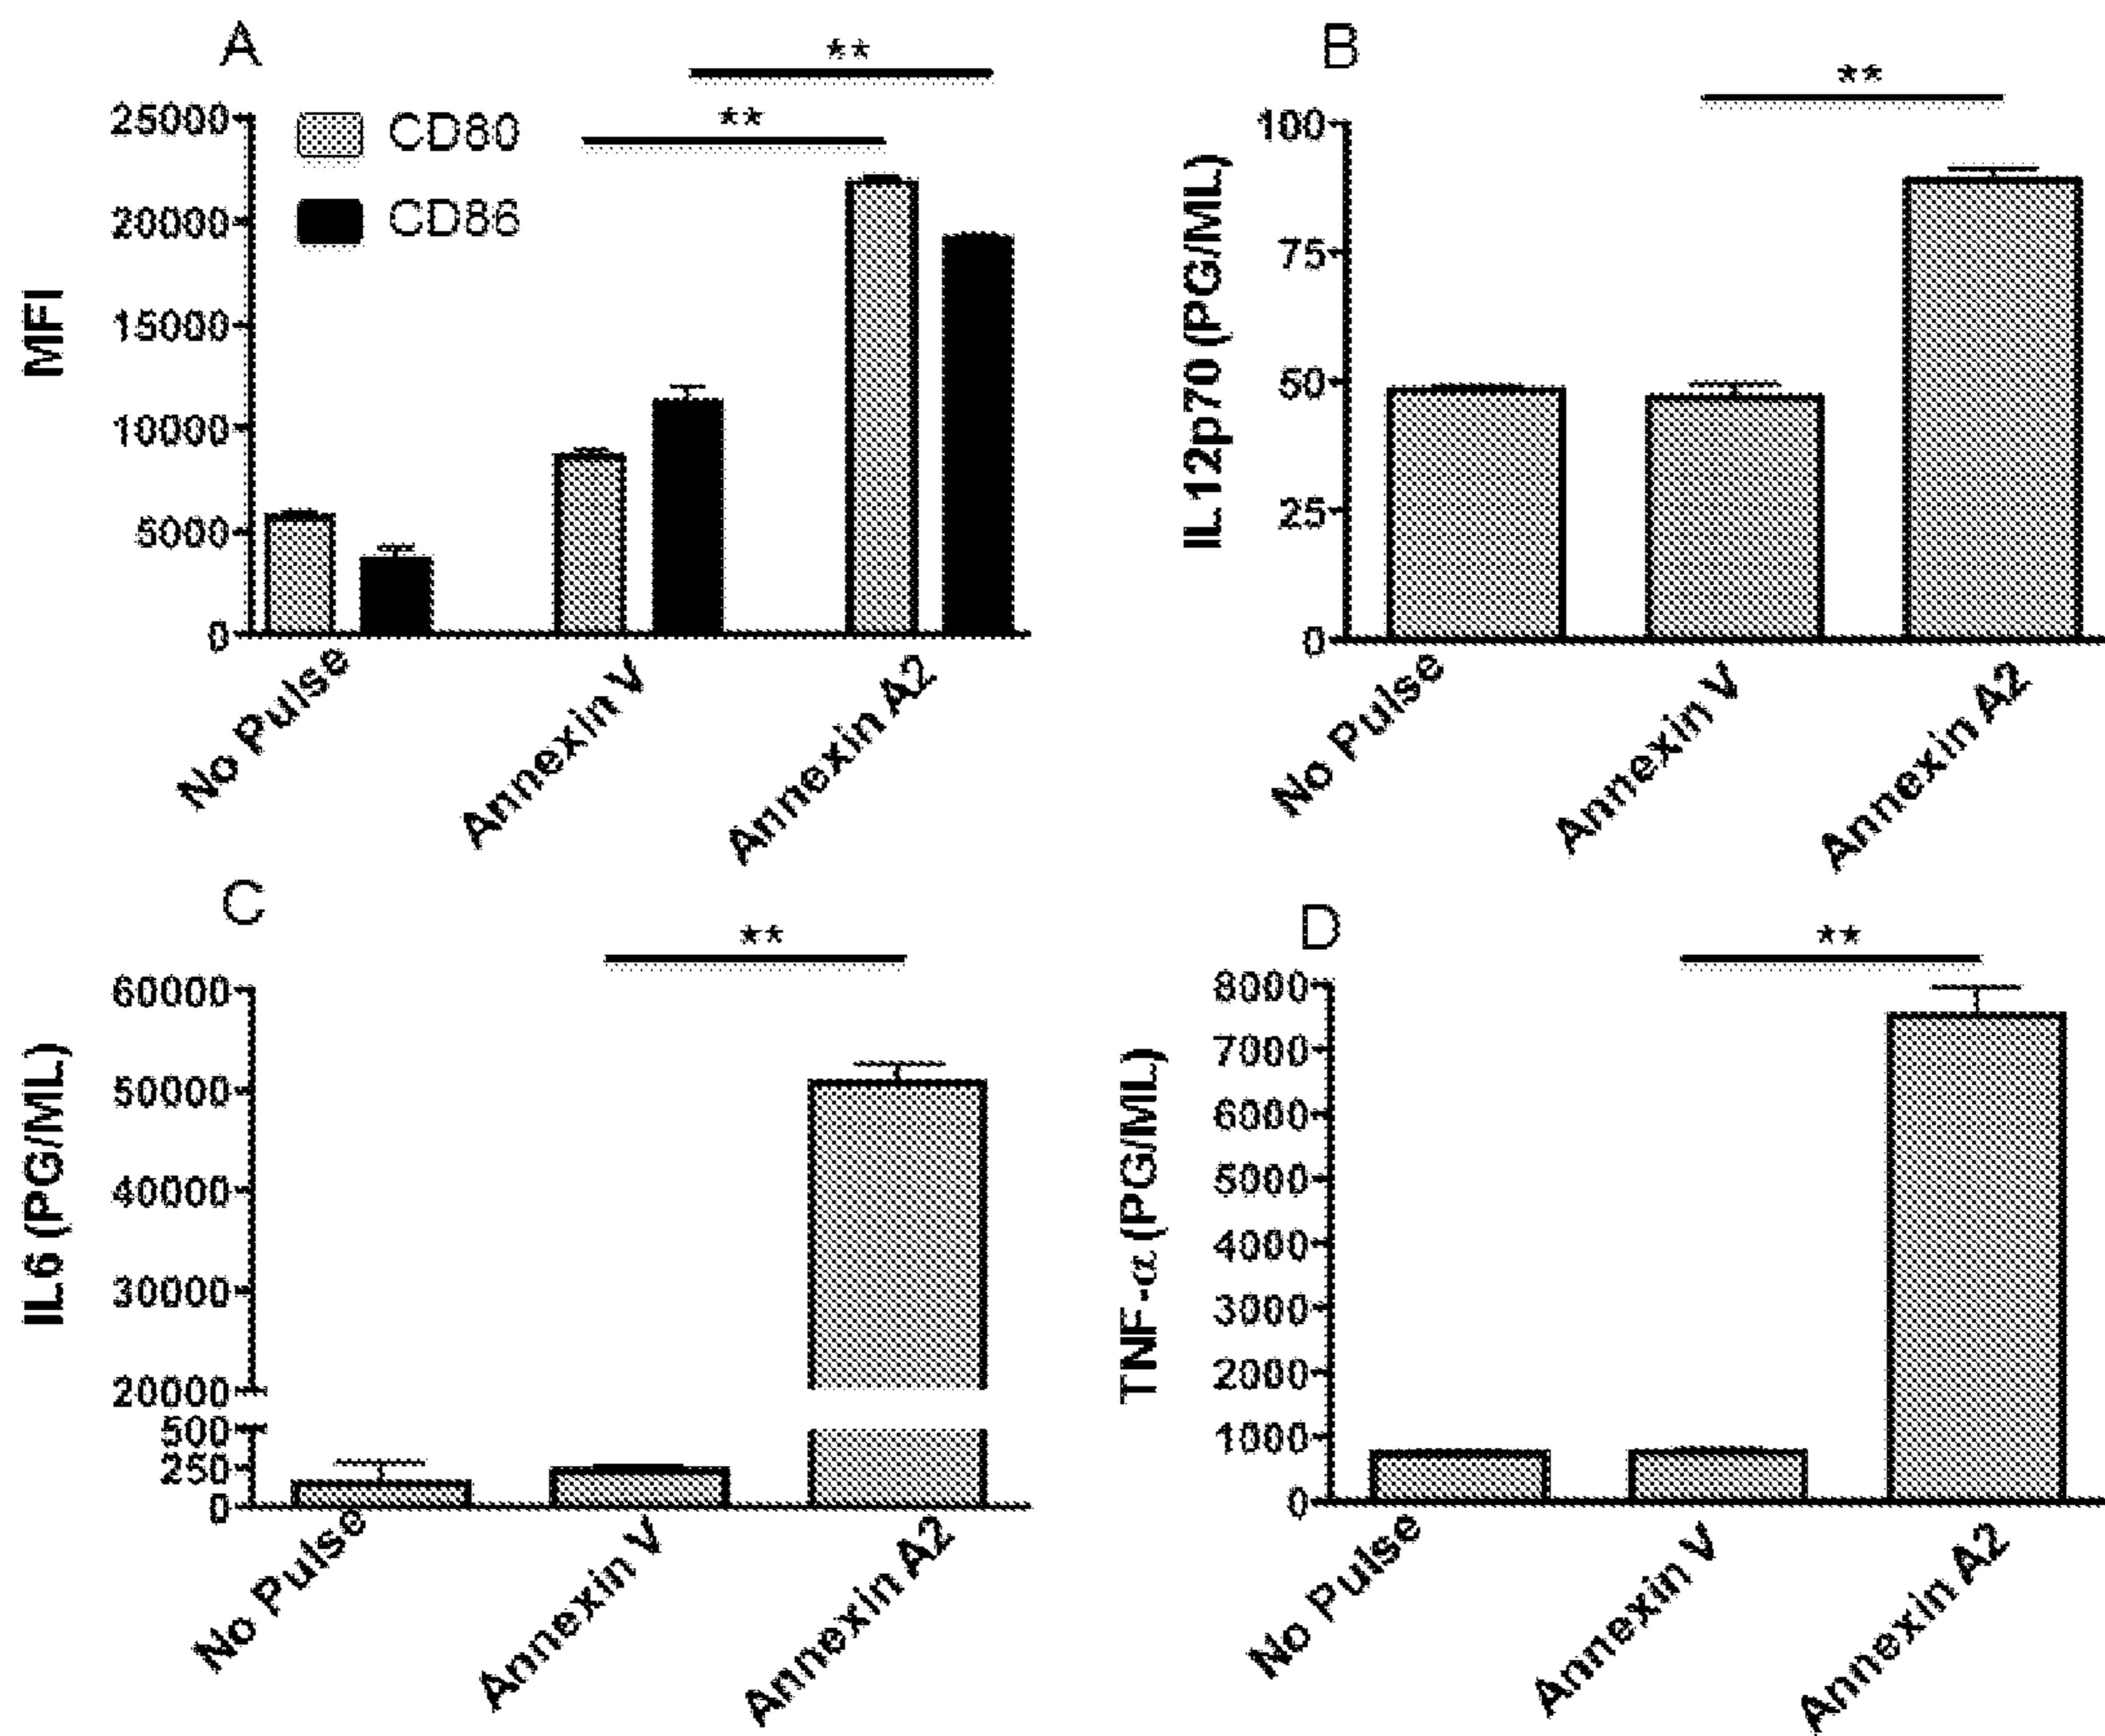 A
**
**
CD80
CD86
25000
20000
15000
10000
5000
0
MFI
No Pulse
Annexin V
Annexin A2
B
**
100
75
50
25
0
IL12p70 (PG/ML)
No Pulse
Annexin V
Annexin A2
C
**
60000
50000
40000
30000
20000
500
250
0
IL6 (PG/ML)
No Pulse
Annexin V
Annexin A2
D
**
8000
7000
6000
5000
4000
3000
2000
1000
0
TNF-α (PG/ML)
No Pulse
Annexin V
Annexin A2